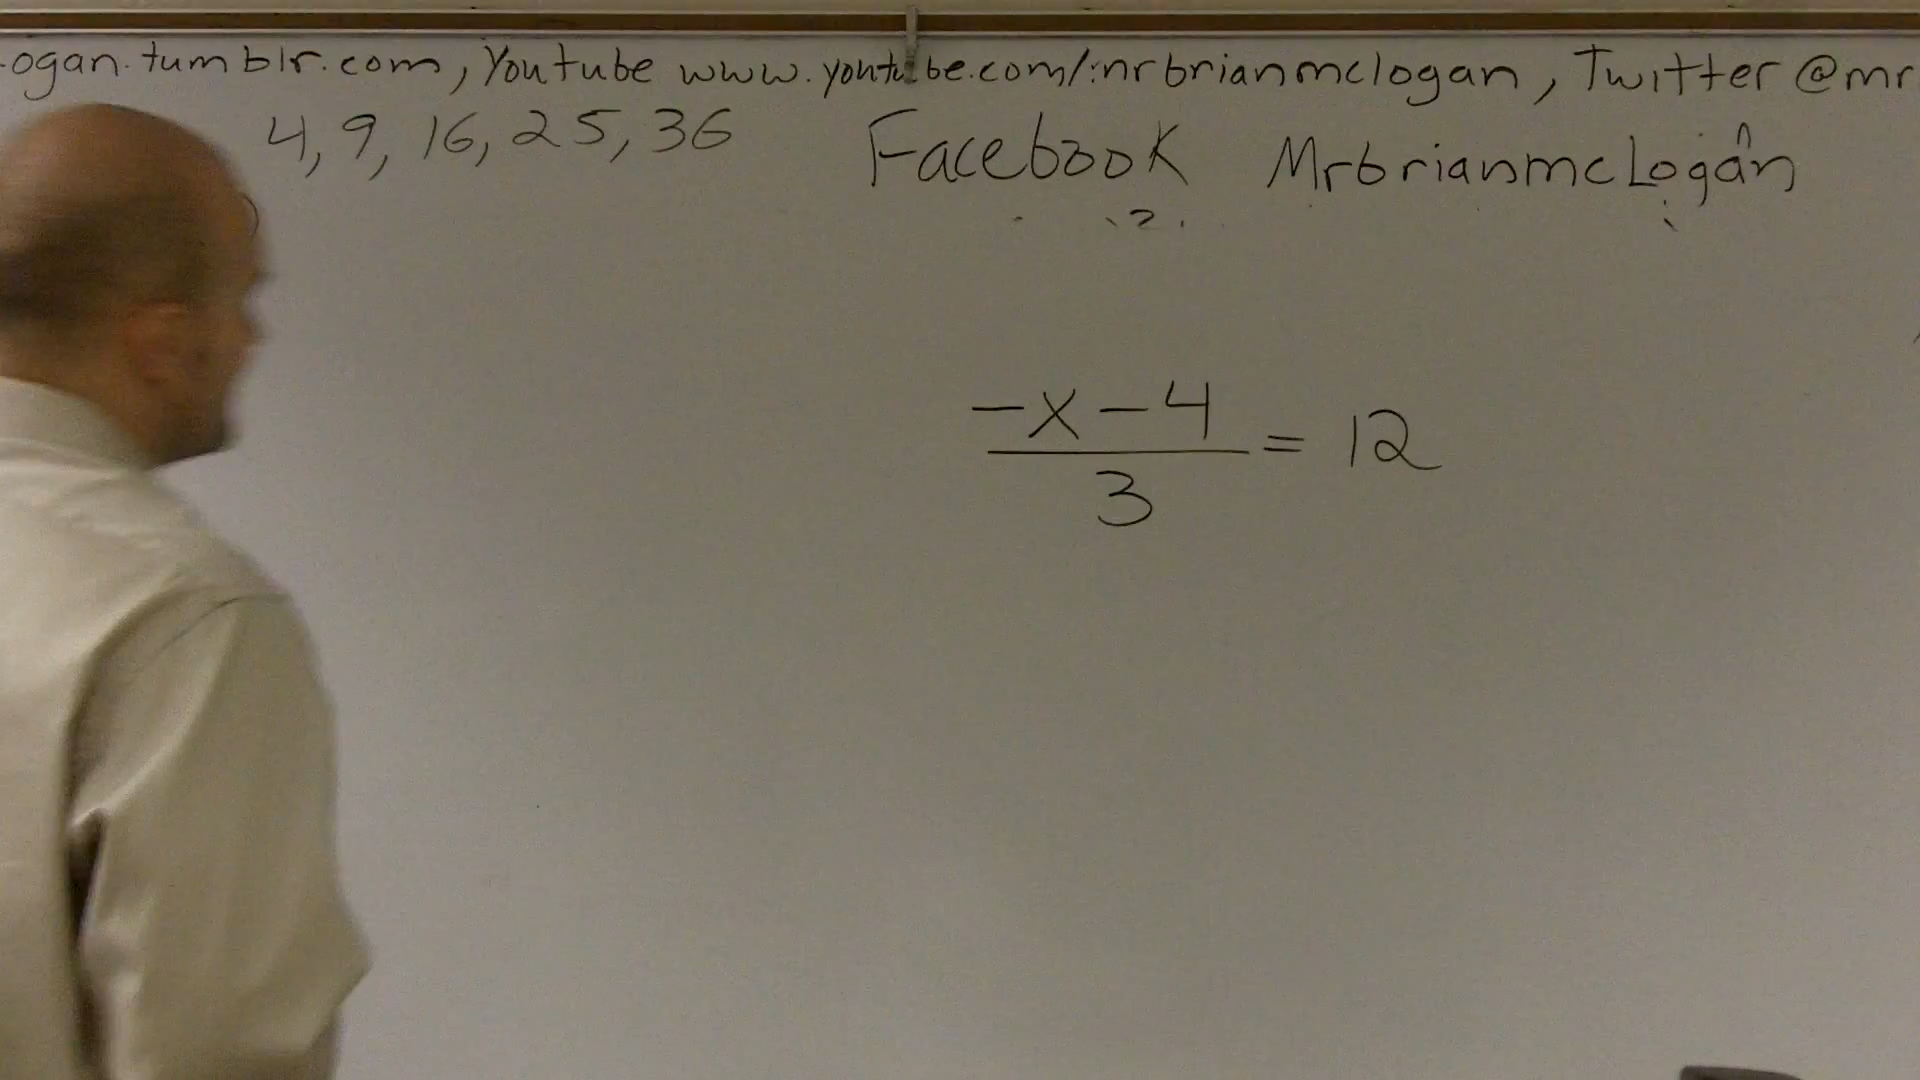 ogan.tumblr.com, Youtube www.youtube.com/mrbrianmclogan, Twitter @mr
4, 9, 16, 25, 36 Facebook MrbrianmcLogan
2
-x-4
3
= 12